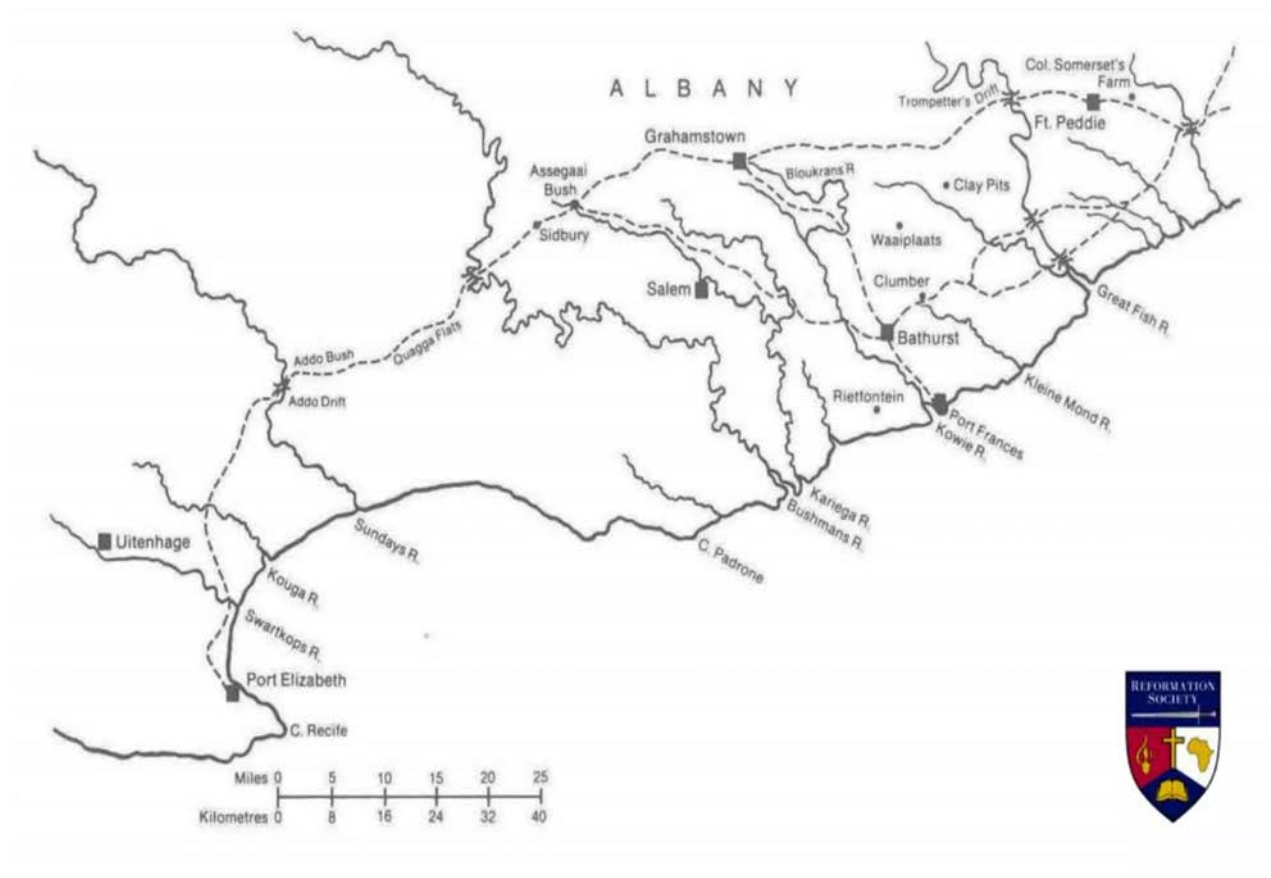 ALBANY
Col. Somerset's
Farm
Trompetter's Drift
Ft. Peddie
Grahamstown
Bloukrans R
Assegaai
Bush
Clay Pits
Sidbury
Waaiplaats
Salem
Clumber
Great Fish R.
Bathurst
Quagga Flats
Addo Bush
Addo Drift
Kleine Mond R.
Rietfontein
Port Frances
Kowie R.
Kariega R.
Bushmans R.
Sundays R.
C. Padrone
Uitenhage
Kouga R.
Swartkops R.
Port Elizabeth
C. Recife
REFORMATION
SOCIETY
Miles 0 5 10 15 20 25
Kilometres 0 8 16 24 32 40